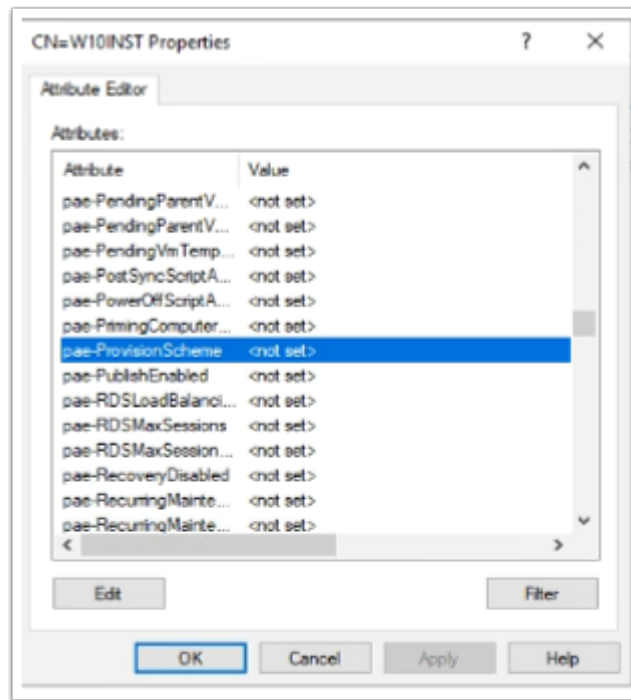 CN=W10INST Properties ? ×
Attribute Editor
Attributes:
Attribute Value
pae-PendingParentV... <not set>
pae-PendingParentV... <not set>
pae-PendingVmTemp... <not set>
pae-PostSyncScriptA... <not set>
pae-PowerOffScriptA... <not set>
pae-PrimingComputer... <not set>
pae-ProvisionScheme <not set>
pae-PublishEnabled <not set>
pae-RDSLoadBalanci... <not set>
pae-RDSMaxSessions <not set>
pae-RDSMaxSession... <not set>
pae-RecoveryDisabled <not set>
pae-RecurringMainte... <not set>
pae-RecurringMainte... <not set>
Edit Filter
OK Cancel Apply Help